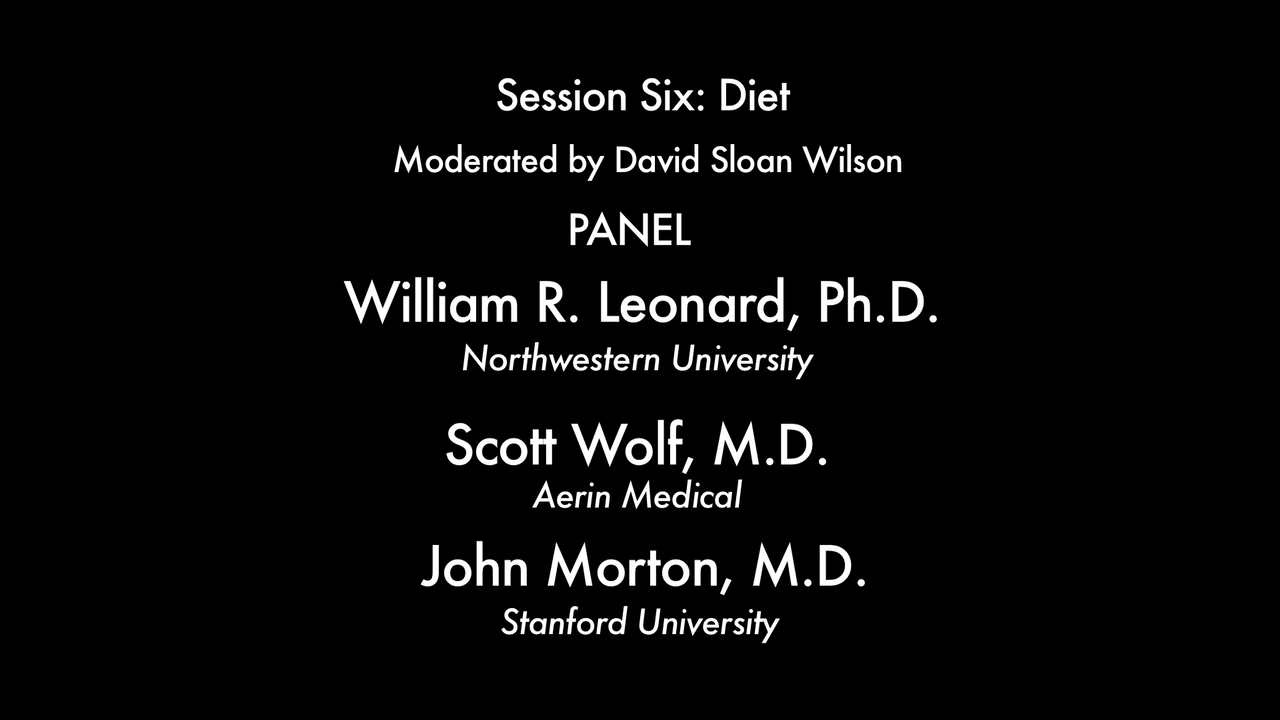 Session Six: Diet
Moderated by David Sloan Wilson
PANEL
William R. Leonard, Ph.D.
Northwestern University
Scott Wolf, M.D.
Aerin Medical
John Morton, M.D.
Stanford University